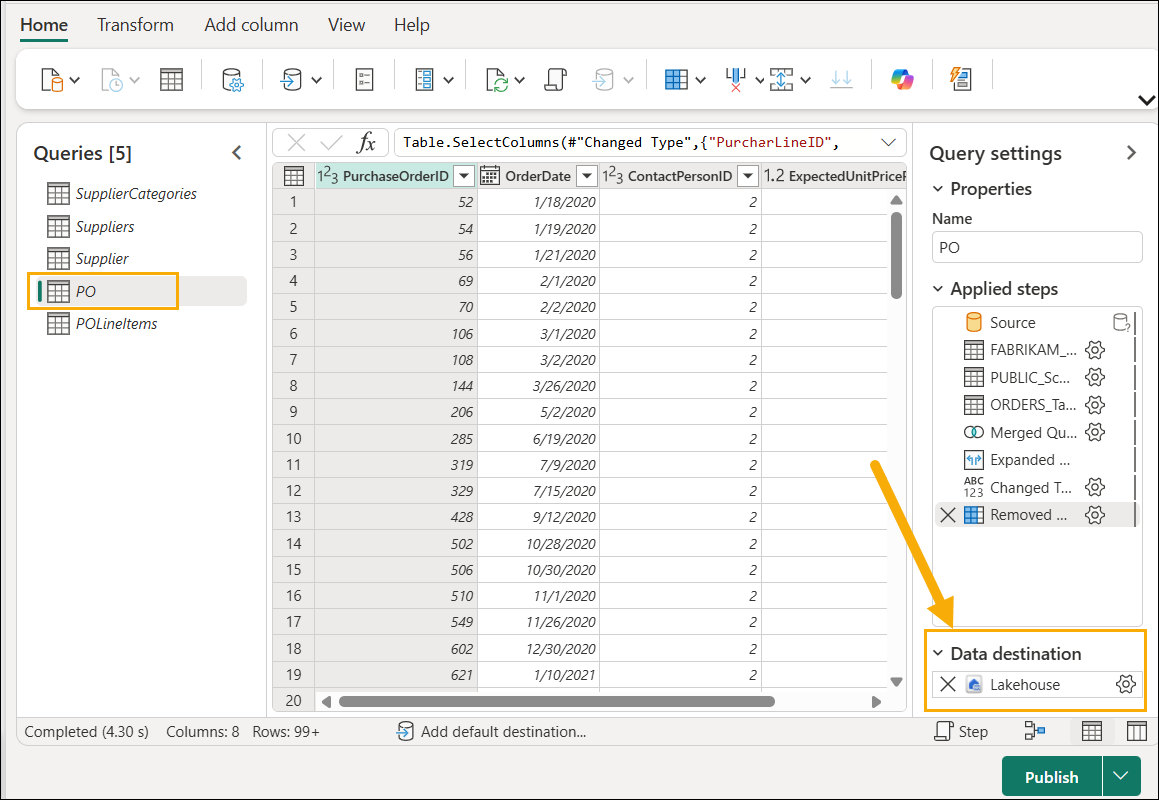 Home Transform Add column View Help
Queries [5]
SupplierCategories
Suppliers
Supplier
PO
POLineItems
fx Table.SelectColumns(#"Changed Type",{"PurcharLineID",
1²3 PurchaseOrderID OrderDate 1²3 ContactPersonID 1.2 ExpectedUnitPriceP
1 52 1/18/2020 2
2 54 1/19/2020 2
3 56 1/21/2020 2
4 69 2/1/2020 2
5 70 2/2/2020 2
6 106 3/1/2020 2
7 108 3/2/2020 2
8 144 3/26/2020 2
9 206 5/2/2020 2
10 285 6/19/2020 2
11 319 7/9/2020 2
12 329 7/15/2020 2
13 428 9/12/2020 2
14 502 10/28/2020 2
15 506 10/30/2020 2
16 510 11/1/2020 2
17 549 11/26/2020 2
18 602 12/30/2020 2
19 621 1/10/2021 2
20
Query settings
Properties
Name
PO
Applied steps
Source
FABRIKAM_...
PUBLIC_Sc...
ORDERS_Ta...
Merged Qu...
Expanded ...
ABC
123 Changed T...
Removed ...
Data destination
Lakehouse
Completed (4.30 s) Columns: 8 Rows: 99+ Add default destination... Step
Publish